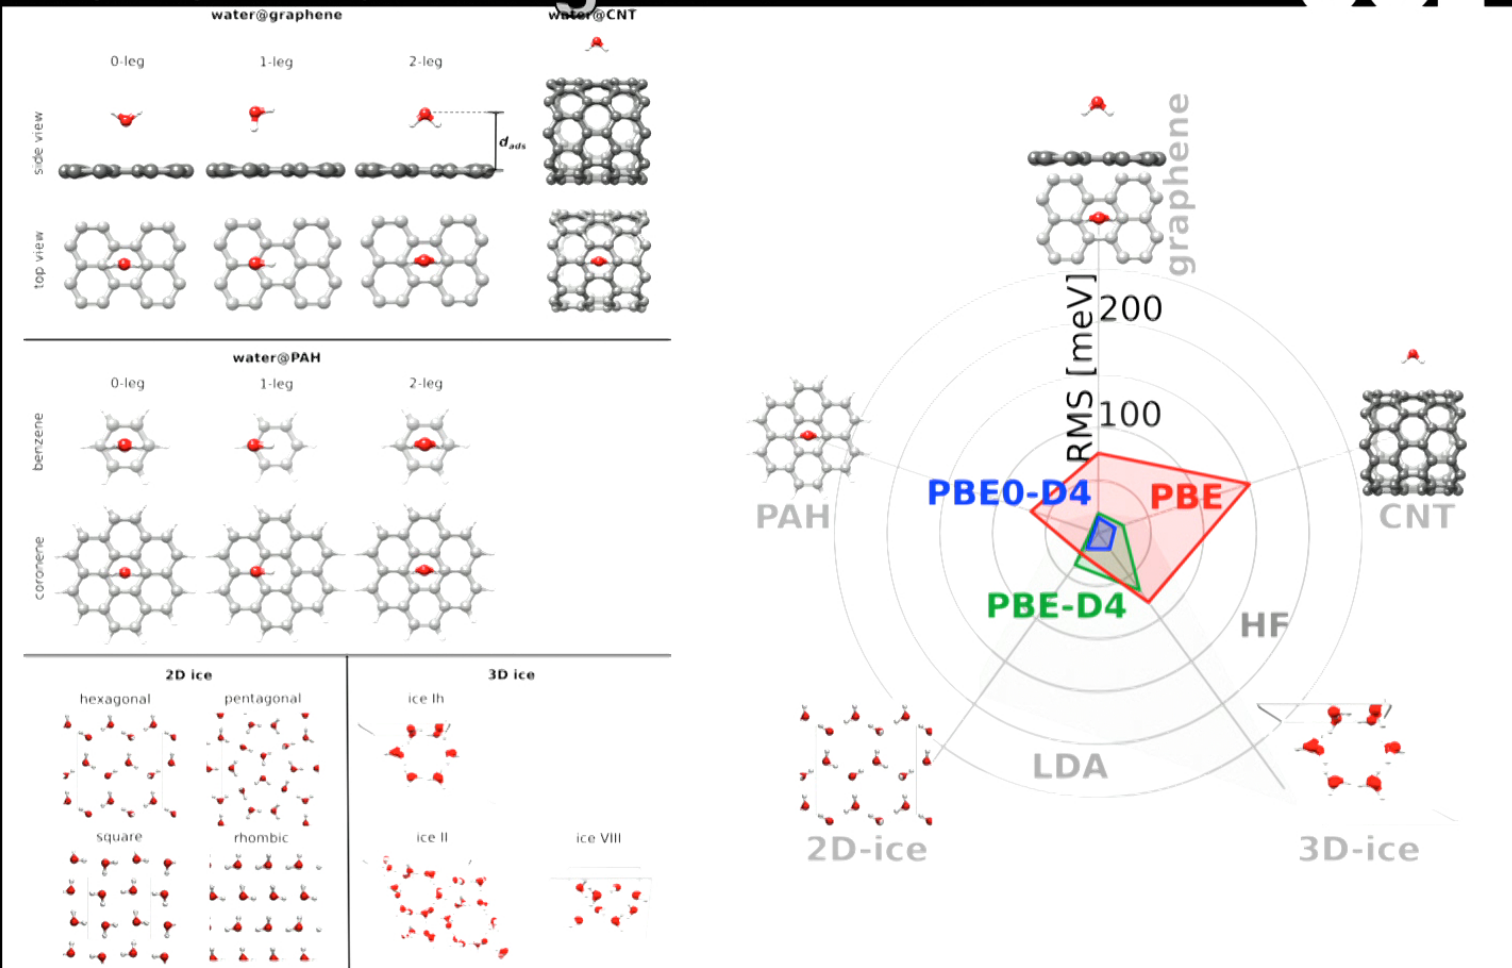 water@graphene
water@CNT
0-leg
1-leg
2-leg
side view
d_ads
top view
water@PAH
0-leg
1-leg
2-leg
benzene
coronene
2D ice
3D ice
hexagonal
pentagonal
ice Ih
square
rhombic
ice II
ice VIII
graphene
RMS [meV]
200
100
PAH
PBE0-D4
PBE
CNT
PBE-D4
HF
LDA
2D-ice
3D-ice